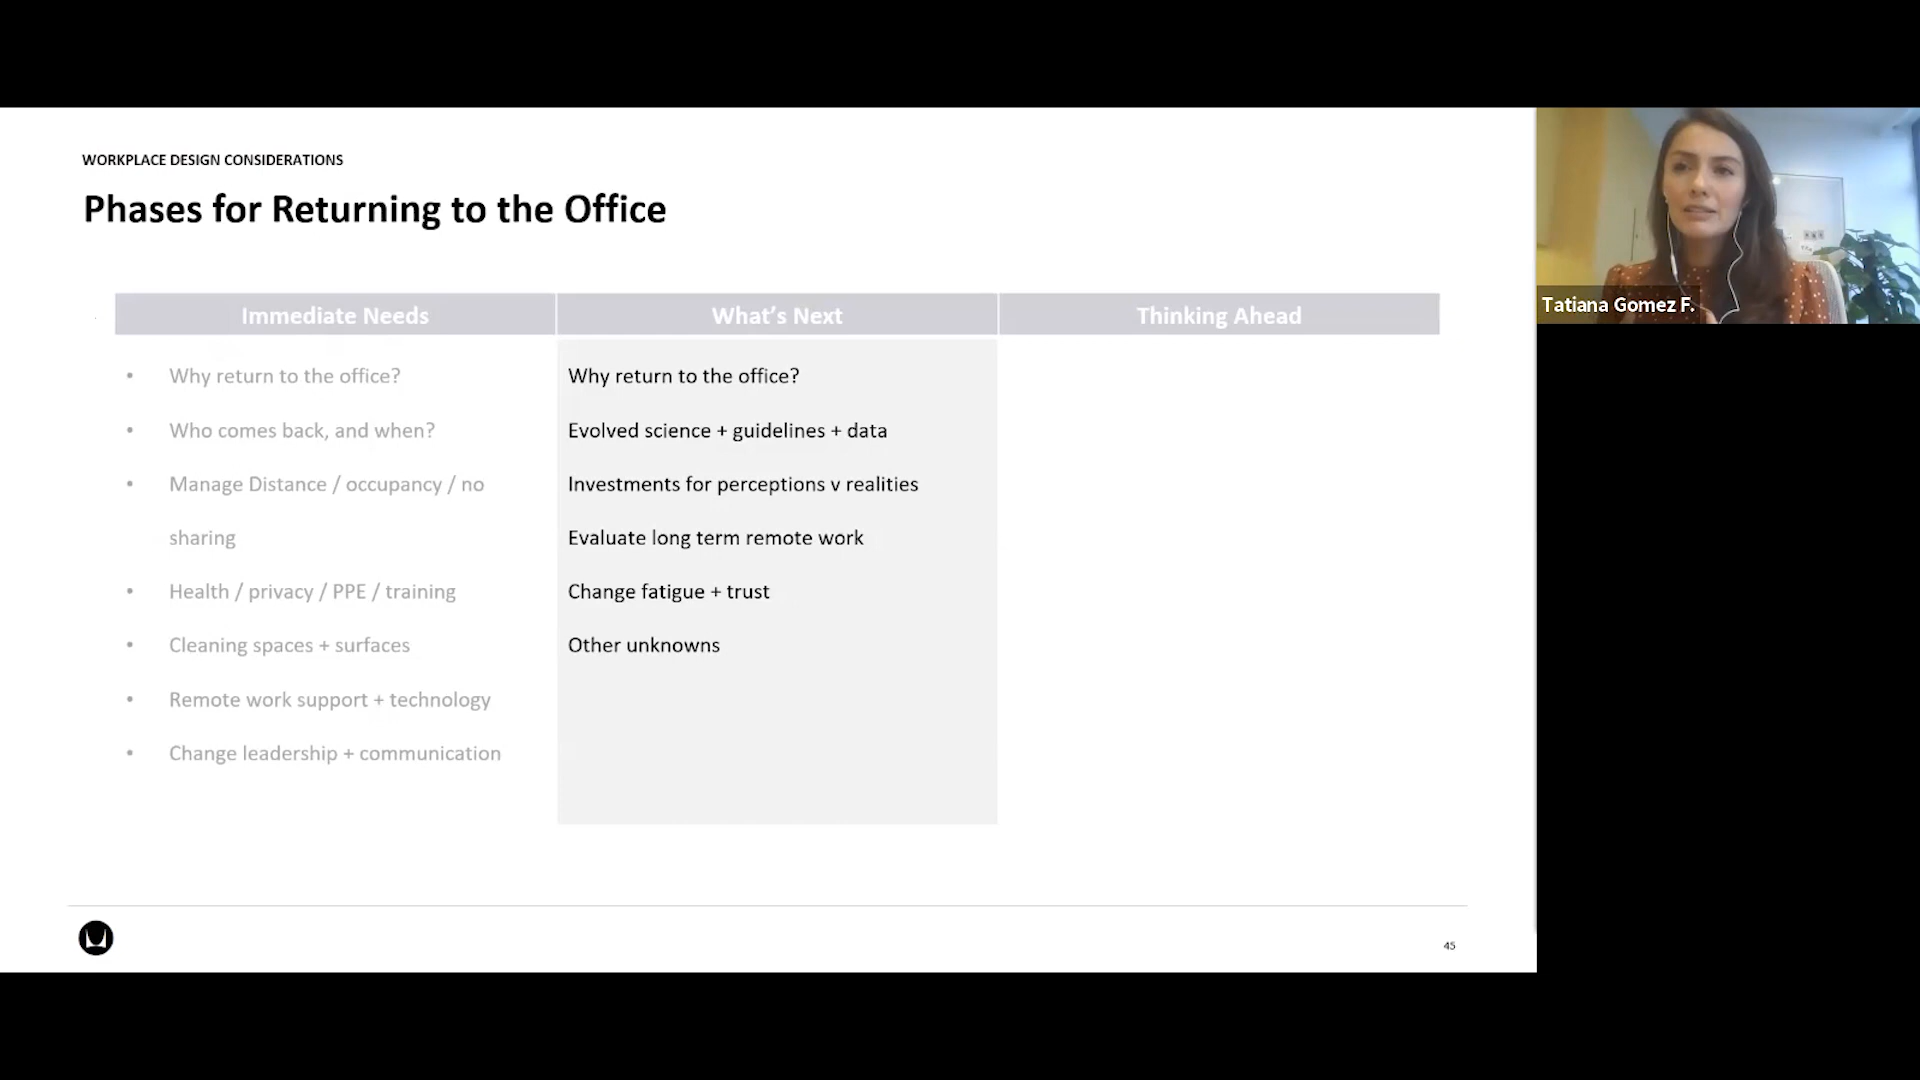 WORKPLACE DESIGN CONSIDERATIONS
Phases for Returning to the Office
Immediate Needs
• Why return to the office?
• Who comes back, and when?
• Manage Distance / occupancy / no
sharing
• Health / privacy / PPE / training
• Cleaning spaces + surfaces
• Remote work support + technology
• Change leadership + communication
What's Next
Why return to the office?
Evolved science + guidelines + data
Investments for perceptions v realities
Evaluate long term remote work
Change fatigue + trust
Other unknowns
Thinking Ahead
45
Tatiana Gomez F.